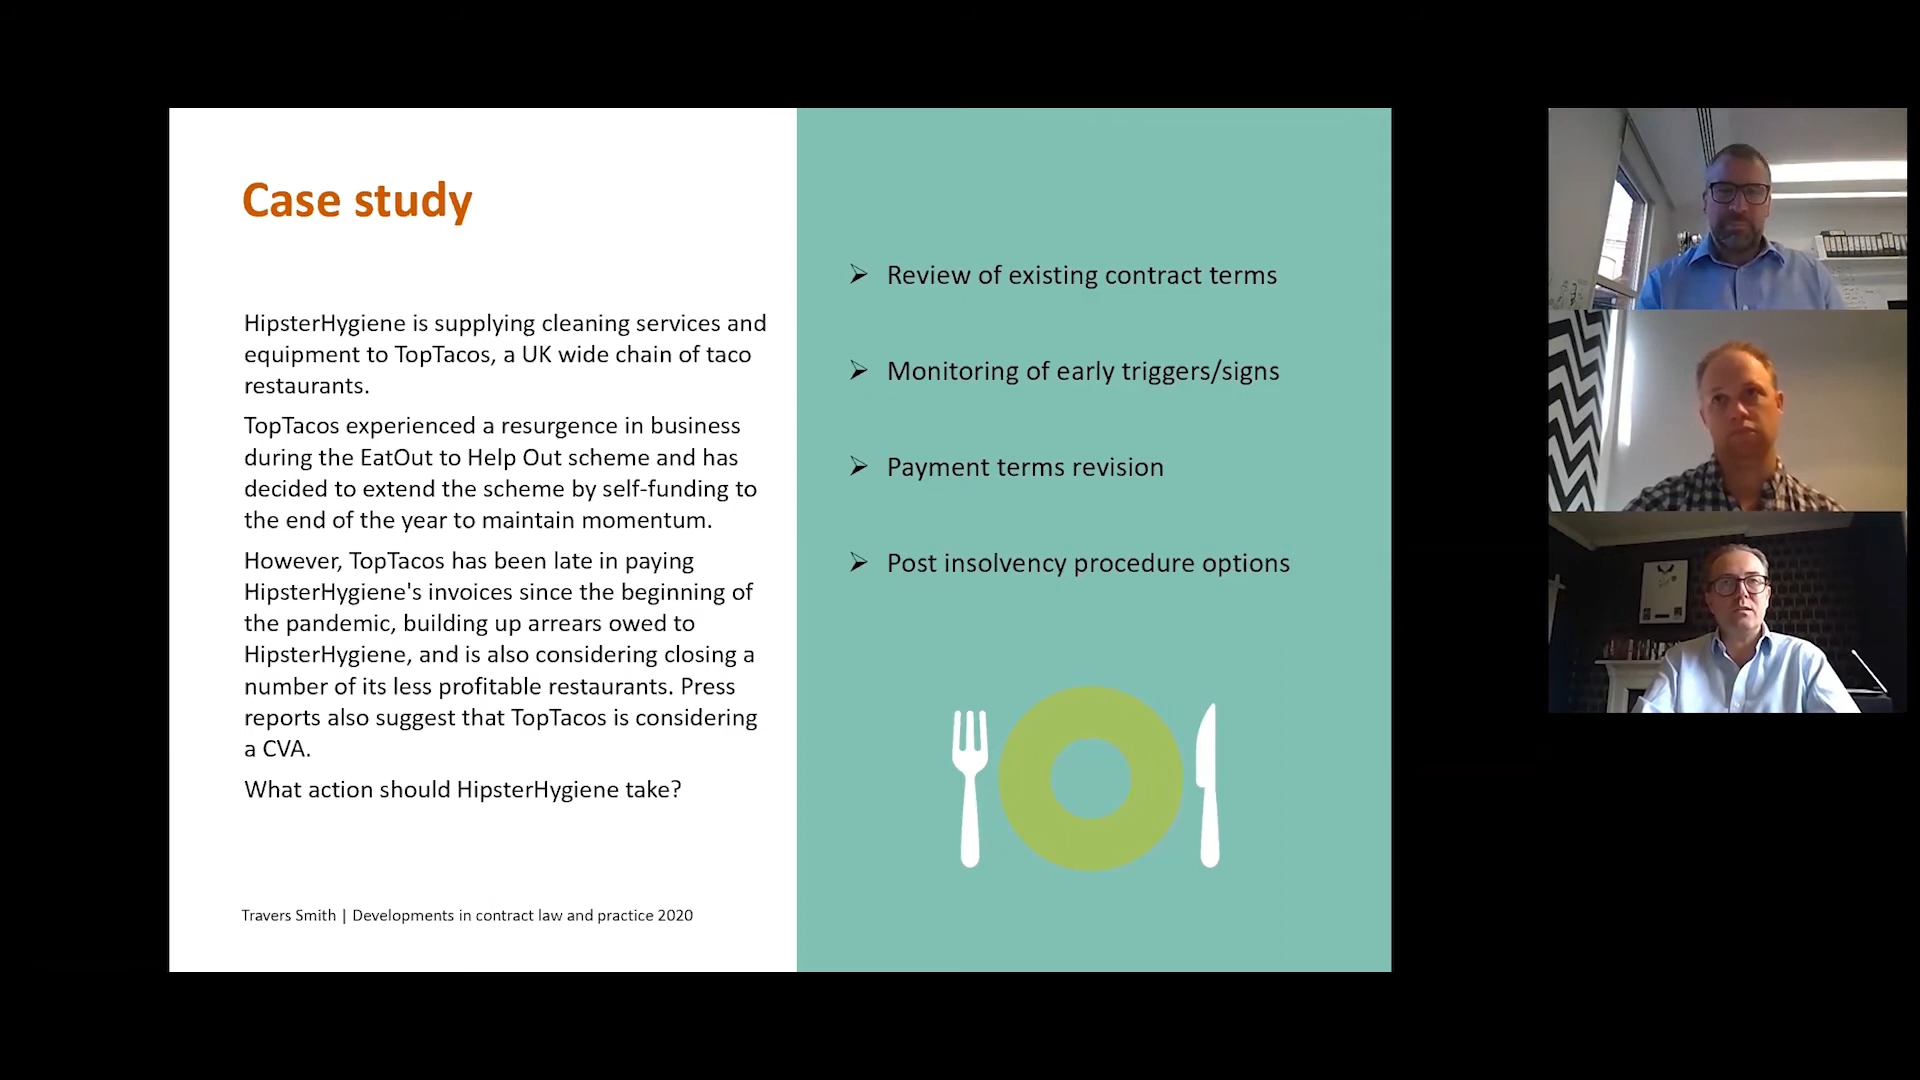 Case study
HipsterHygiene is supplying cleaning services and
equipment to TopTacos, a UK wide chain of taco
restaurants.
TopTacos experienced a resurgence in business
during the EatOut to Help Out scheme and has
decided to extend the scheme by self-funding to
the end of the year to maintain momentum.
However, TopTacos has been late in paying
HipsterHygiene's invoices since the beginning of
the pandemic, building up arrears owed to
HipsterHygiene, and is also considering closing a
number of its less profitable restaurants. Press
reports also suggest that TopTacos is considering
a CVA.
What action should HipsterHygiene take?
Travers Smith | Developments in contract law and practice 2020
➢ Review of existing contract terms
➢ Monitoring of early triggers/signs
➢ Payment terms revision
➢ Post insolvency procedure options